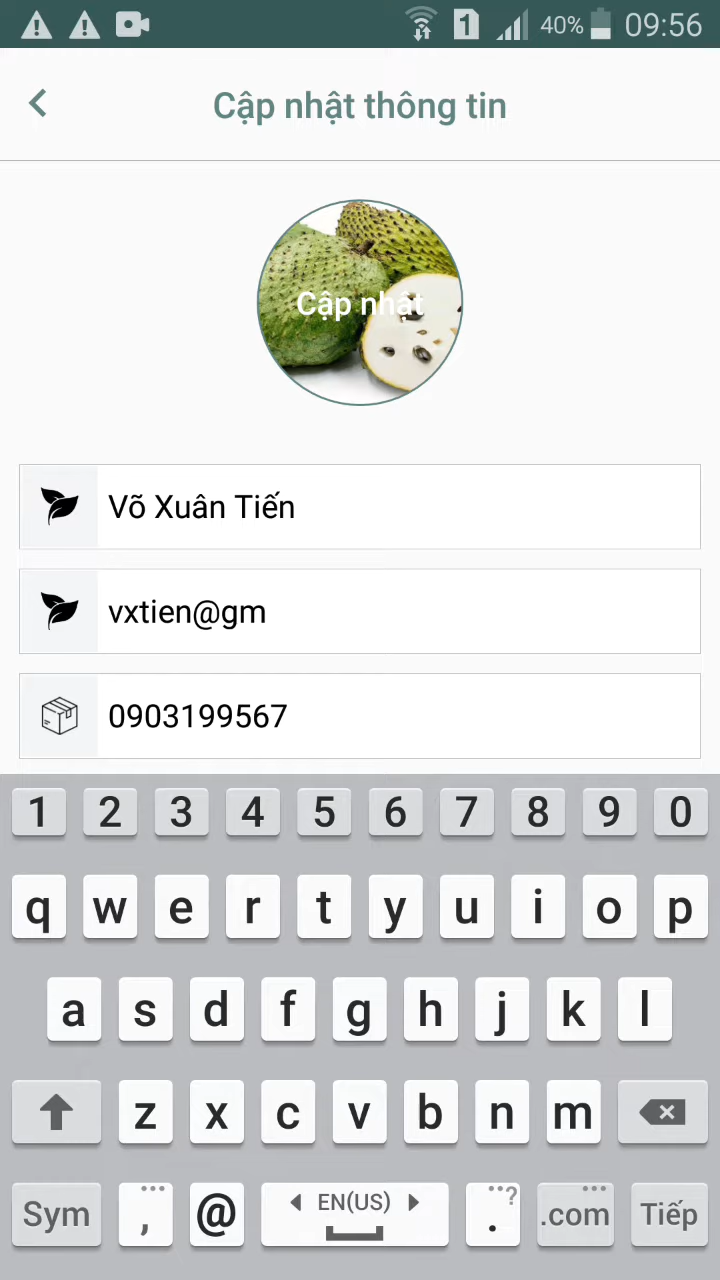 1 40% 09:56
Cập nhật thông tin
Cập nhật
Võ Xuân Tiến
vxtien@gm
0903199567
1 2 3 4 5 6 7 8 9 0
q w e r t y u i o p
a s d f g h j k l
z x c v b n m
Sym , @ EN(US) . ? .com Tiếp